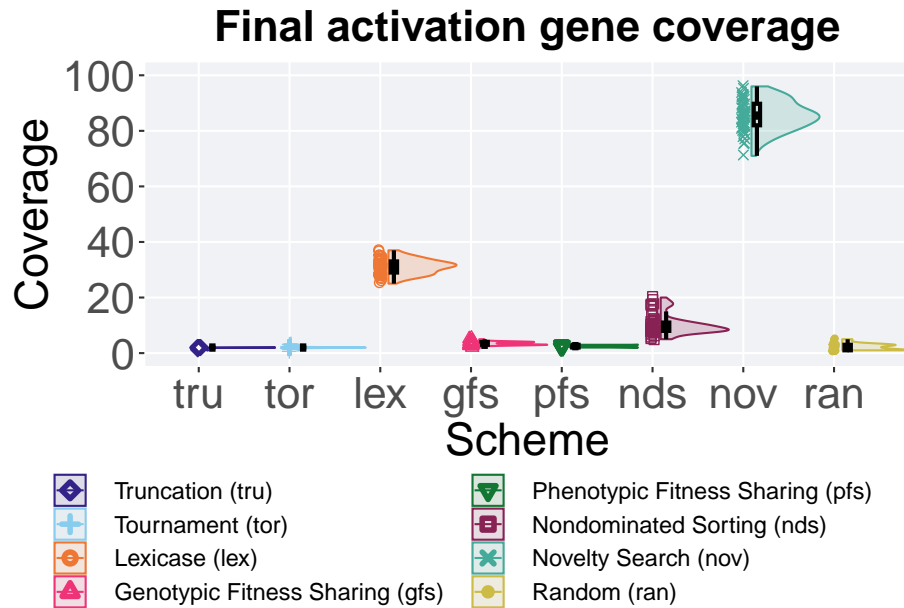 Final activation gene coverage
Coverage
100
80
60
40
20
0
tru tor lex gfs pfs nds nov ran
Scheme
Truncation (tru)
Tournament (tor)
Lexicase (lex)
Genotypic Fitness Sharing (gfs)
Phenotypic Fitness Sharing (pfs)
Nondominated Sorting (nds)
Novelty Search (nov)
Random (ran)